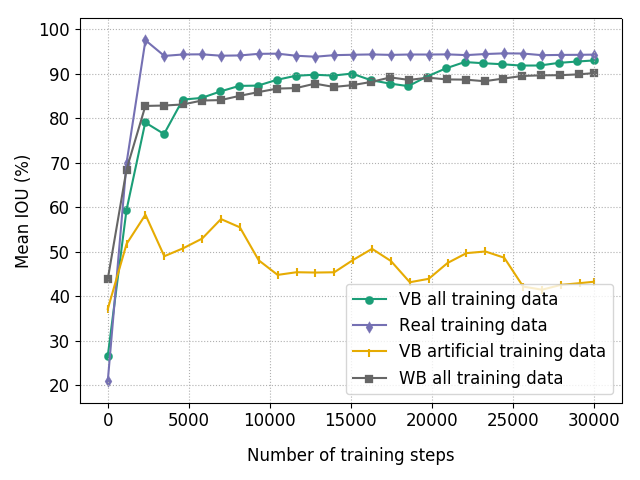 100
90
80
70
60
50
40
30
20
Mean IOU (%)
VB all training data
Real training data
VB artificial training data
WB all training data
0 5000 10000 15000 20000 25000 30000
Number of training steps